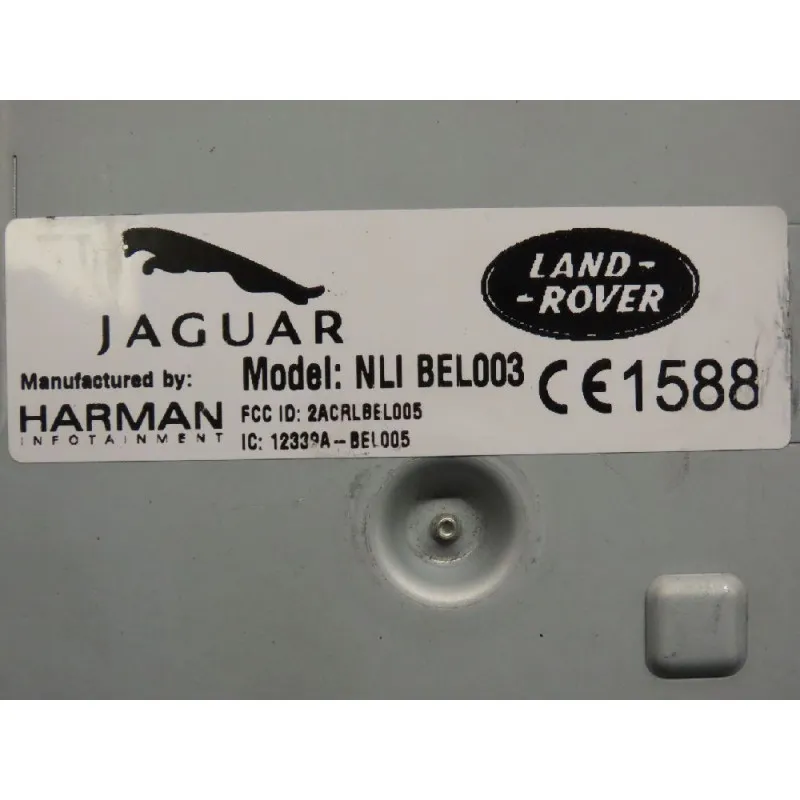 JAGUAR
LAND-
-ROVER
Manufactured by:
HARMAN
INFOTAINMENT
Model: NLI BEL003
FCC ID: 2ACRLBEL005
IC: 12339A-BEL005
CE1588